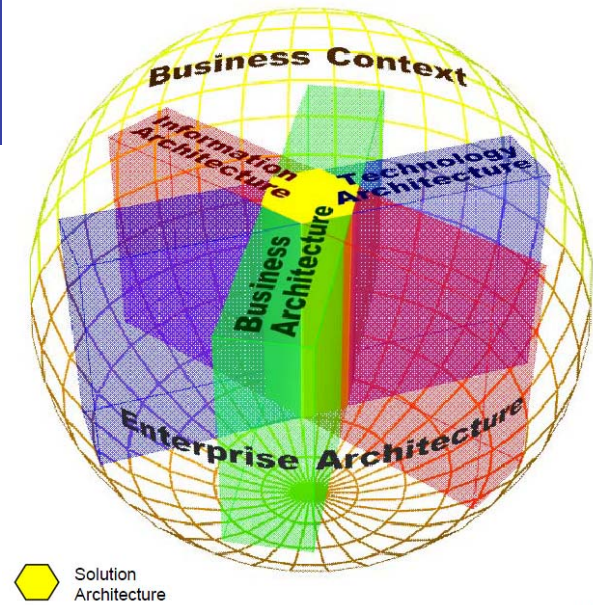 Business Context
Information
Architecture
Technology
Architecture
Business
Architecture
Enterprise Architecture
Solution
Architecture